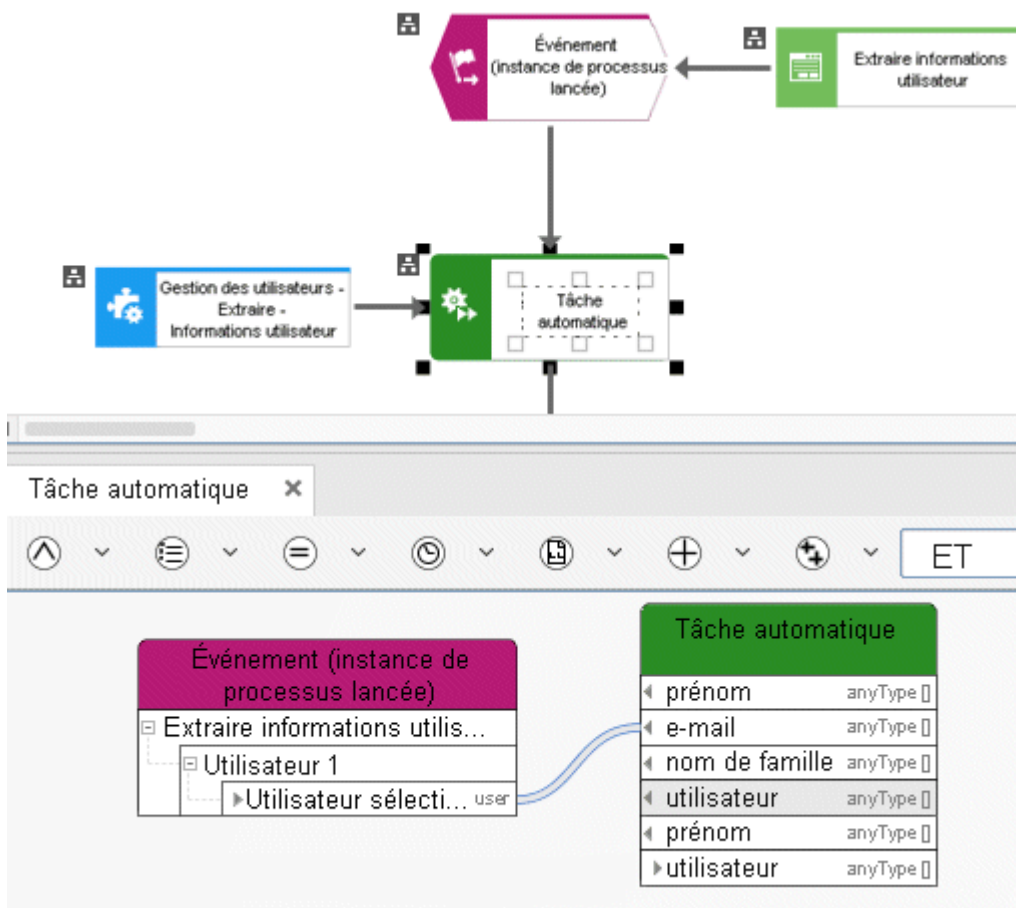 Événement
(instance de processus
lancée)
Extraire informations
utilisateur
Gestion des utilisateurs -
Extraire -
Informations utilisateur
Tâche
automatique
Tâche automatique
ET
Événement (instance de
processus lancée)
Extraire informations utilis...
Utilisateur 1
Utilisateur sélecti... user
Tâche automatique
prénom anyType []
e-mail anyType []
nom de famille anyType []
utilisateur anyType []
prénom anyType []
utilisateur anyType []